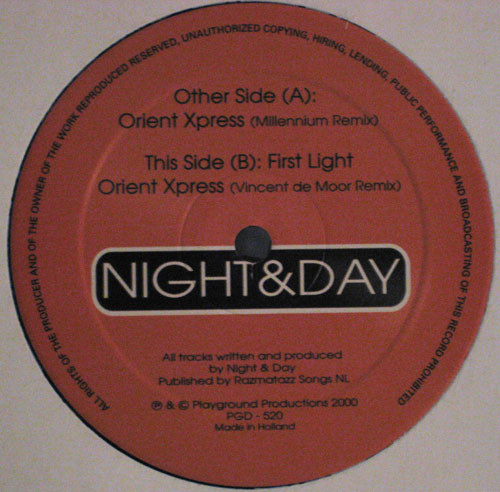 ALL RIGHTS OF THE PRODUCER AND OF THE OWNER OF THE WORK REPRODUCED RESERVED, UNAUTHORIZED COPYING, HIRING, LENDING, PUBLIC PERFORMANCE AND BROADCASTING OF THIS RECORD PROHIBITED
Other Side (A):
Orient Xpress (Millennium Remix)
This Side (B): First Light
Orient Xpress (Vincent de Moor Remix)
NIGHT&DAY
All tracks written and produced
by Night & Day
Published by Razmatazz Songs NL
℗ & © Playground Productions 2000
PGD - 520
Made in Holland